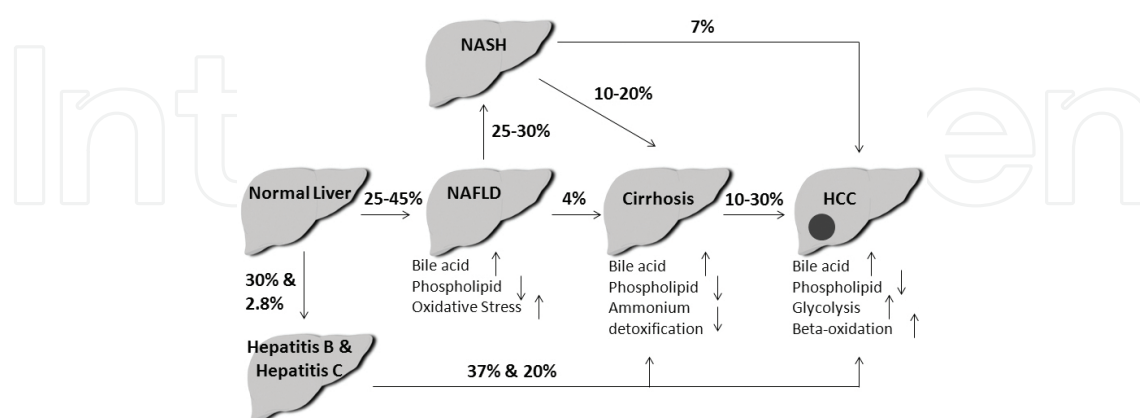 7%
NASH
10-20%
25-30%
Normal Liver
25-45%
NAFLD
4%
Cirrhosis
10-30%
HCC
Bile acid
Phospholipid
Oxidative Stress
Bile acid
Phospholipid
Ammonium
detoxification
Bile acid
Phospholipid
Glycolysis
Beta-oxidation
30% &
2.8%
Hepatitis B &
Hepatitis C
37% & 20%
Int
en